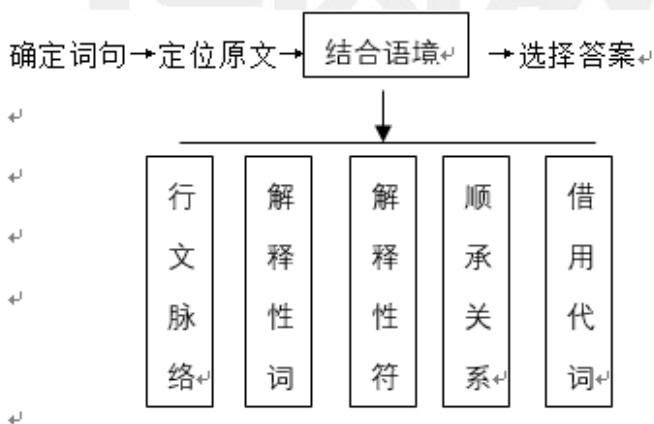 确定词句→定位原文→结合语境→选择答案
行文脉络
解释性词
解释性符
顺承关系
借用代词